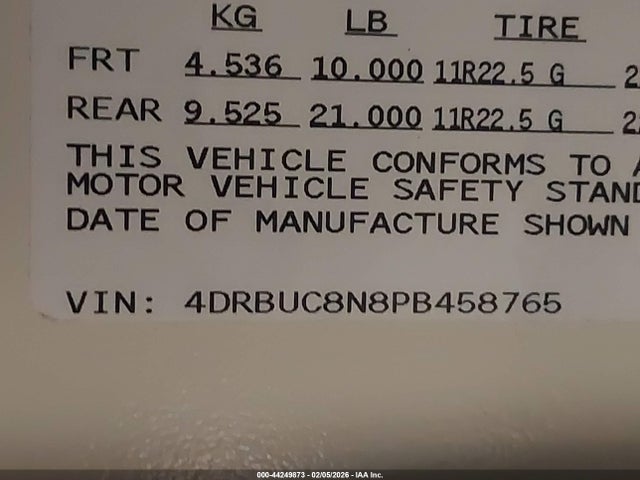 KG LB TIRE
FRT 4.536 10.000 11R22.5 G 2
REAR 9.525 21.000 11R22.5 G 2
THIS VEHICLE CONFORMS TO
MOTOR VEHICLE SAFETY STAND
DATE OF MANUFACTURE SHOWN
VIN: 4DRBUC8N8PB458765
000-44249873 - 02/05/2026 - IAA Inc.